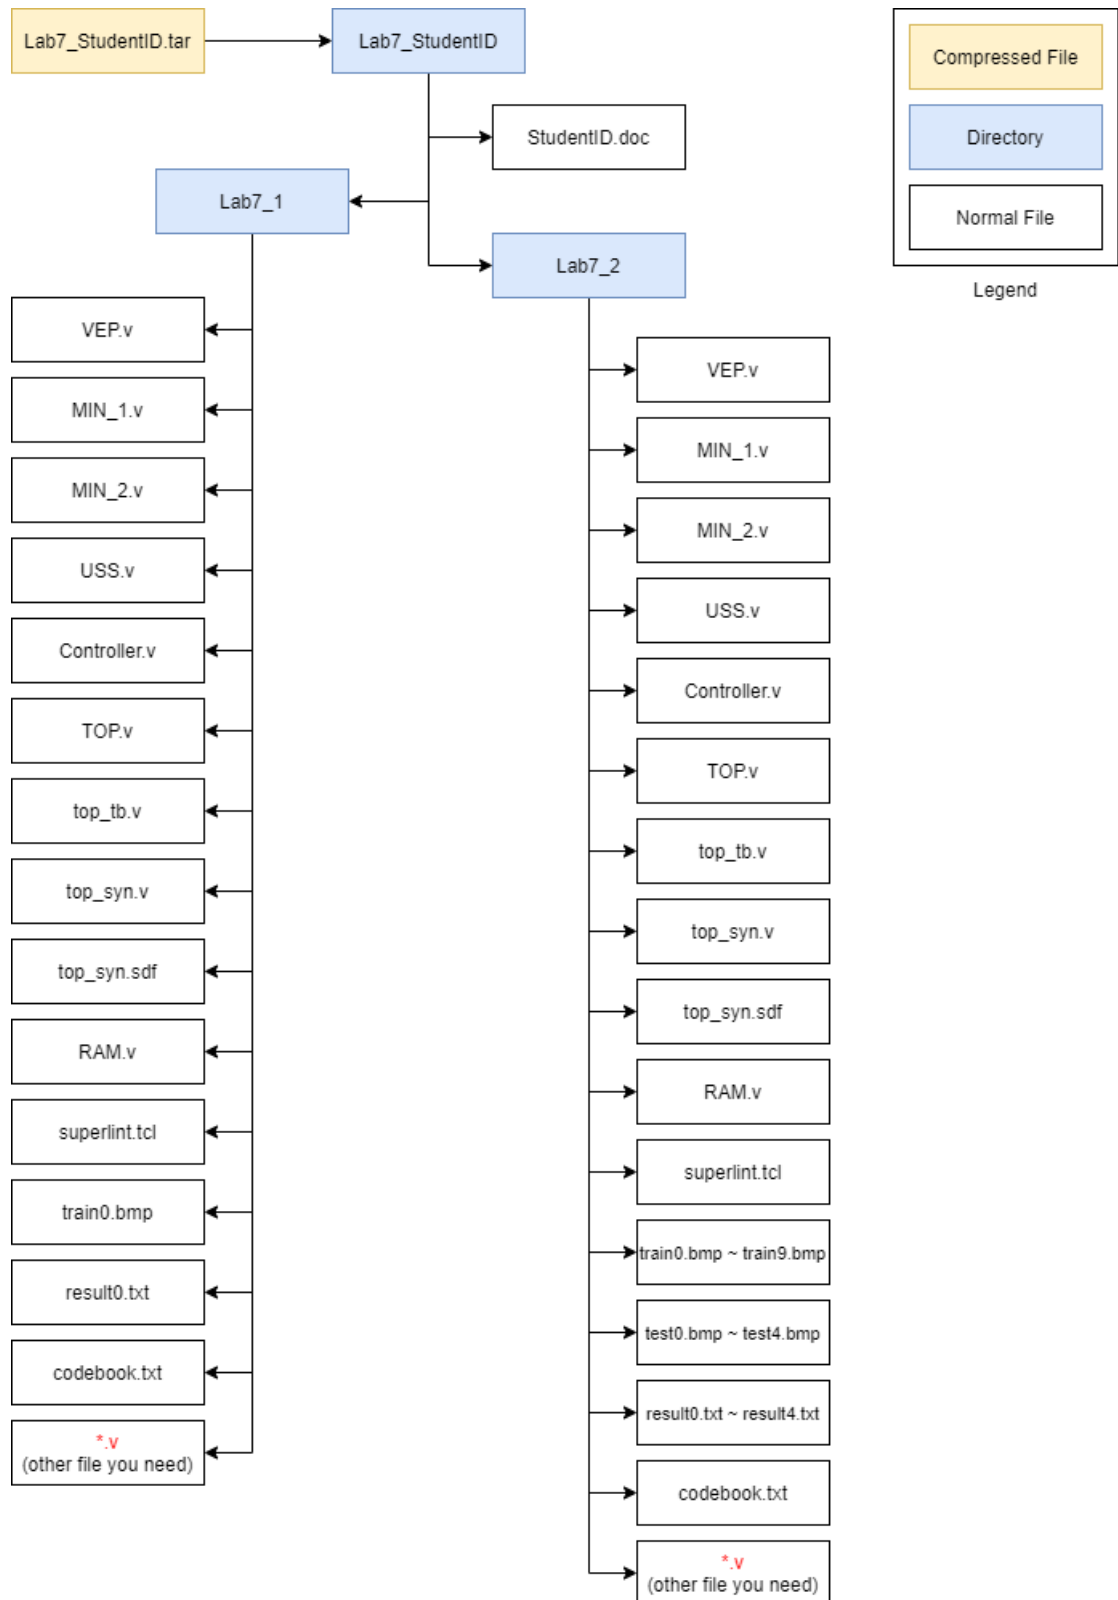 Lab7_StudentID.tar
Lab7_StudentID
Compressed File
Directory
Normal File
Legend
StudentID.doc
Lab7_1
Lab7_2
VEP.v
MIN_1.v
MIN_2.v
USS.v
Controller.v
TOP.v
top_tb.v
top_syn.v
top_syn.sdf
RAM.v
superlint.tcl
train0.bmp
result0.txt
codebook.txt
*.v
(other file you need)
VEP.v
MIN_1.v
MIN_2.v
USS.v
Controller.v
TOP.v
top_tb.v
top_syn.v
top_syn.sdf
RAM.v
superlint.tcl
train0.bmp ~ train9.bmp
test0.bmp ~ test4.bmp
result0.txt ~ result4.txt
codebook.txt
*.v
(other file you need)